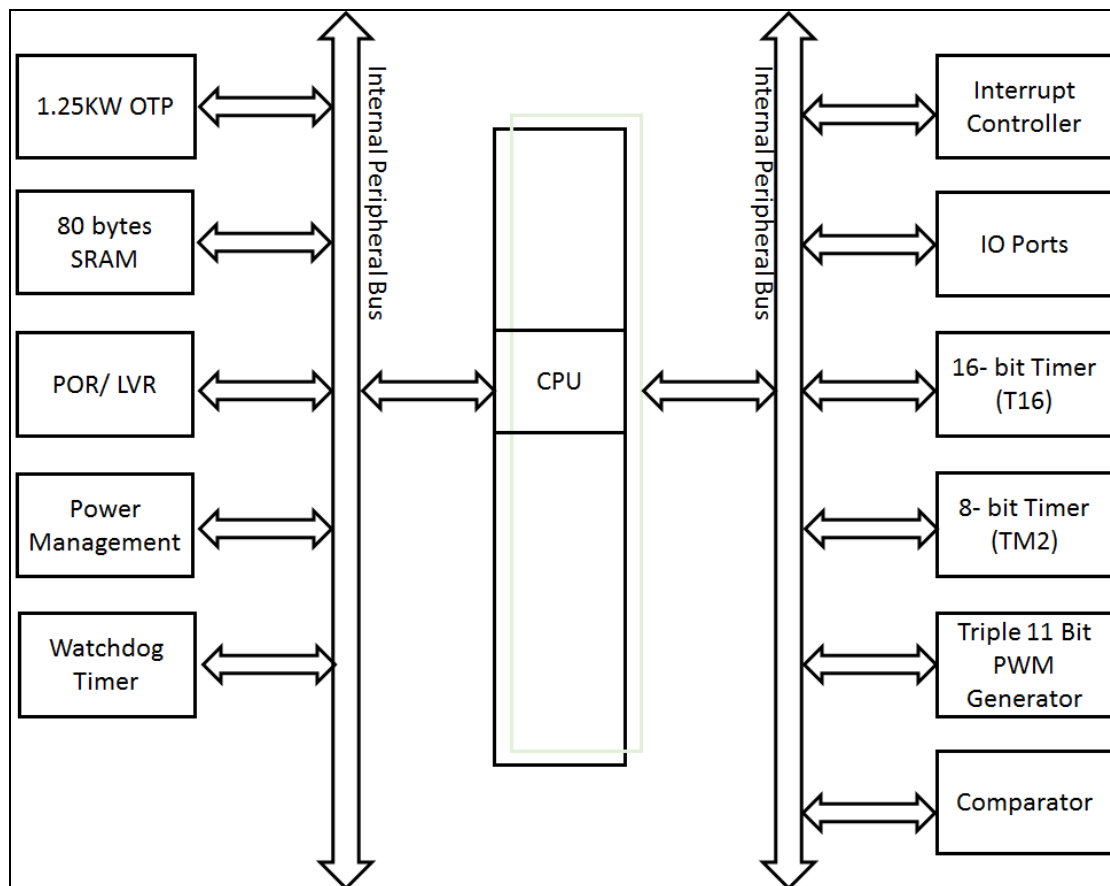 1.25KW OTP
80 bytes
SRAM
POR/ LVR
Power
Management
Watchdog
Timer
Internal Peripheral Bus
CPU
Internal Peripheral Bus
Interrupt
Controller
IO Ports
16- bit Timer
(T16)
8- bit Timer
(TM2)
Triple 11 Bit
PWM
Generator
Comparator